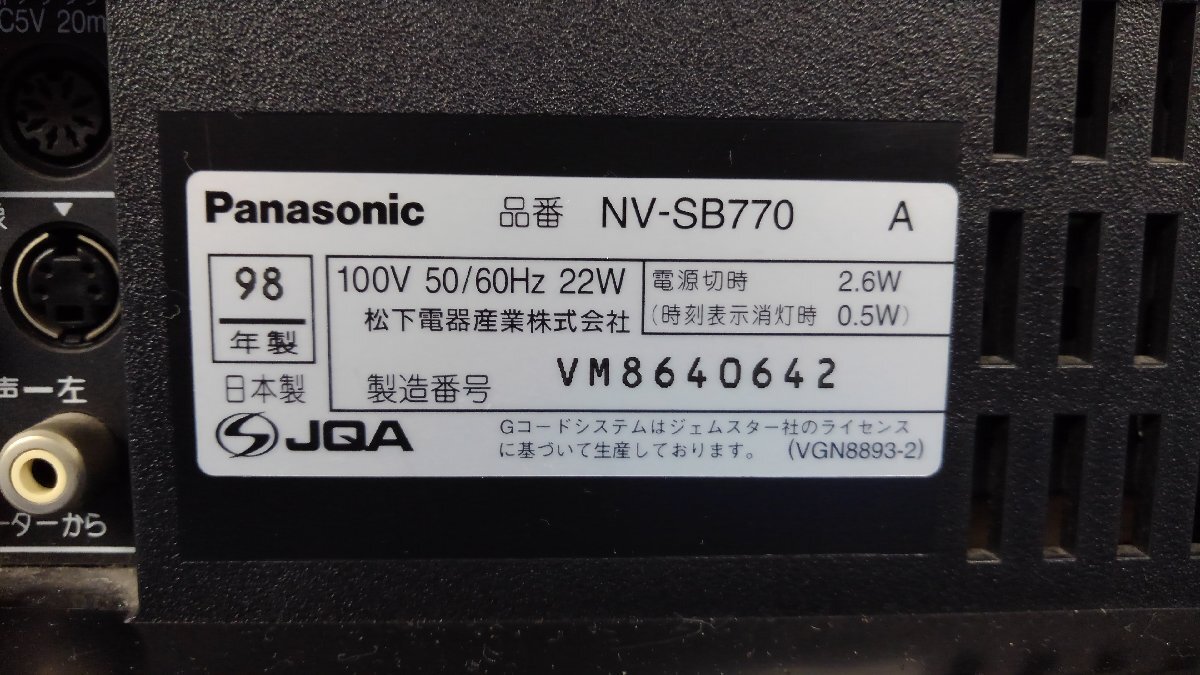 C5V 20m
Panasonic 品番 NV-SB770 A
98
年製
日本製
100V 50/60Hz 22W
松下電器産業株式会社
電源切時 2.6W
(時刻表示消灯時 0.5W)
製造番号 VM8640642
JQA
Gコードシステムはジェムスター社のライセンス
に基づいて生産しております。 (VGN8893-2)
声ー左
ーターから